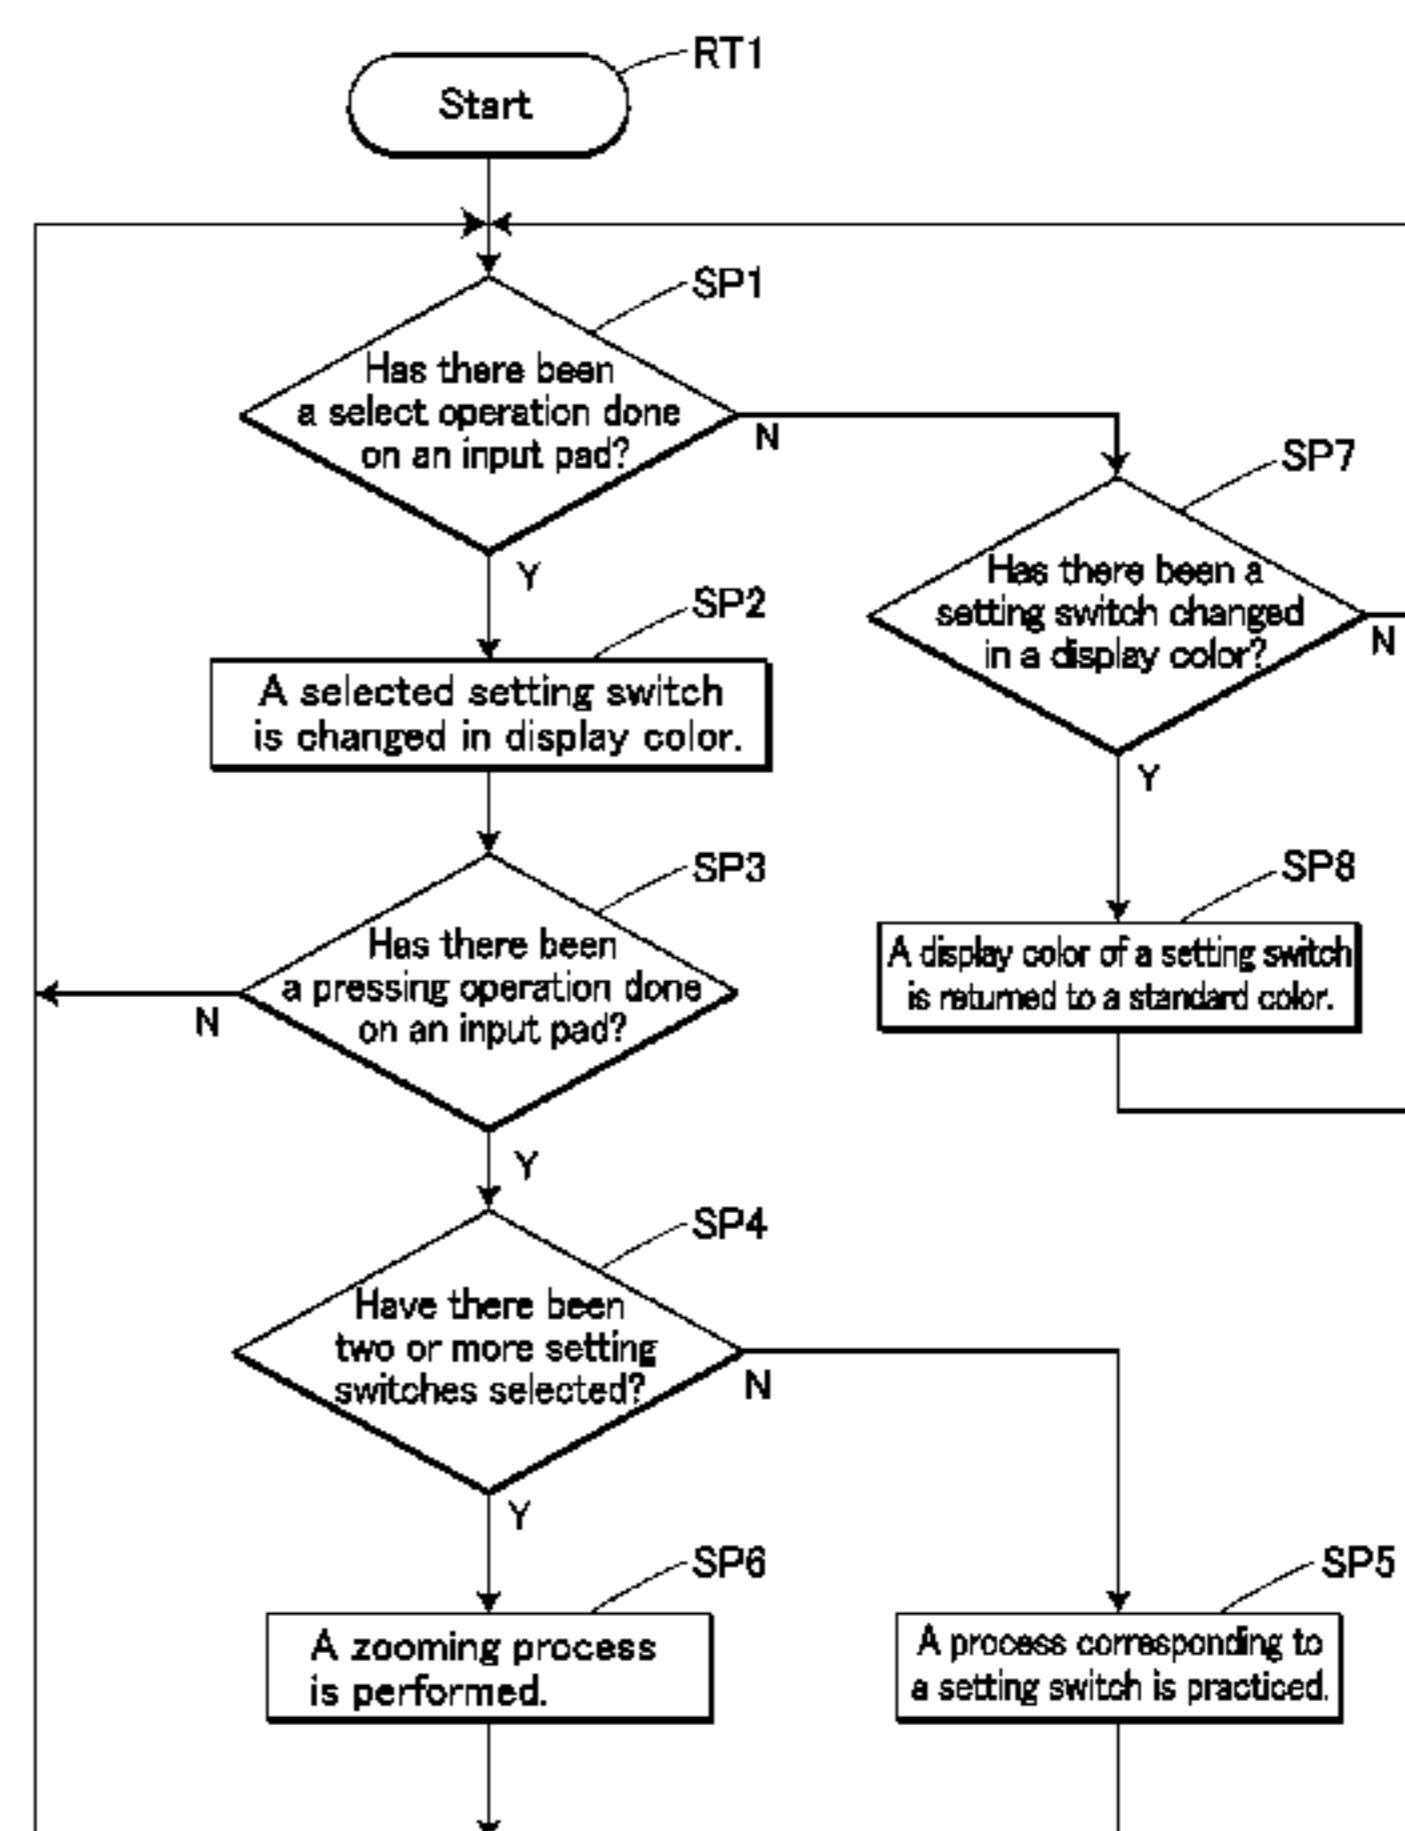 RT1
Start
SP1
Has there been
a select operation done
on an input pad?
N
Y
SP7
Has there been a
setting switch changed
in a display color?
N
Y
SP2
A selected setting switch
is changed in display color.
SP3
Has there been
a pressing operation done
on an input pad?
N
Y
SP8
A display color of a setting switch
is returned to a standard color.
SP4
Have there been
two or more setting
switches selected?
N
Y
SP6
A zooming process
is performed.
SP5
A process corresponding to
a setting switch is practiced.